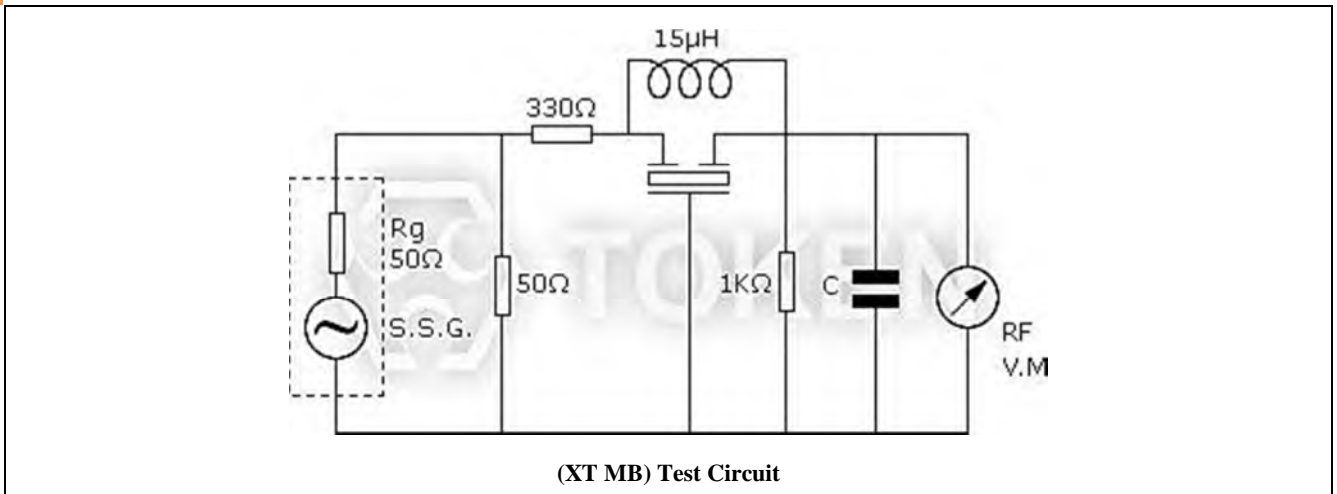 15µH
330Ω
Rg
50Ω
50Ω
S.S.G.
1KΩ
C
RF
V.M
TOKEN
(XT MB) Test Circuit